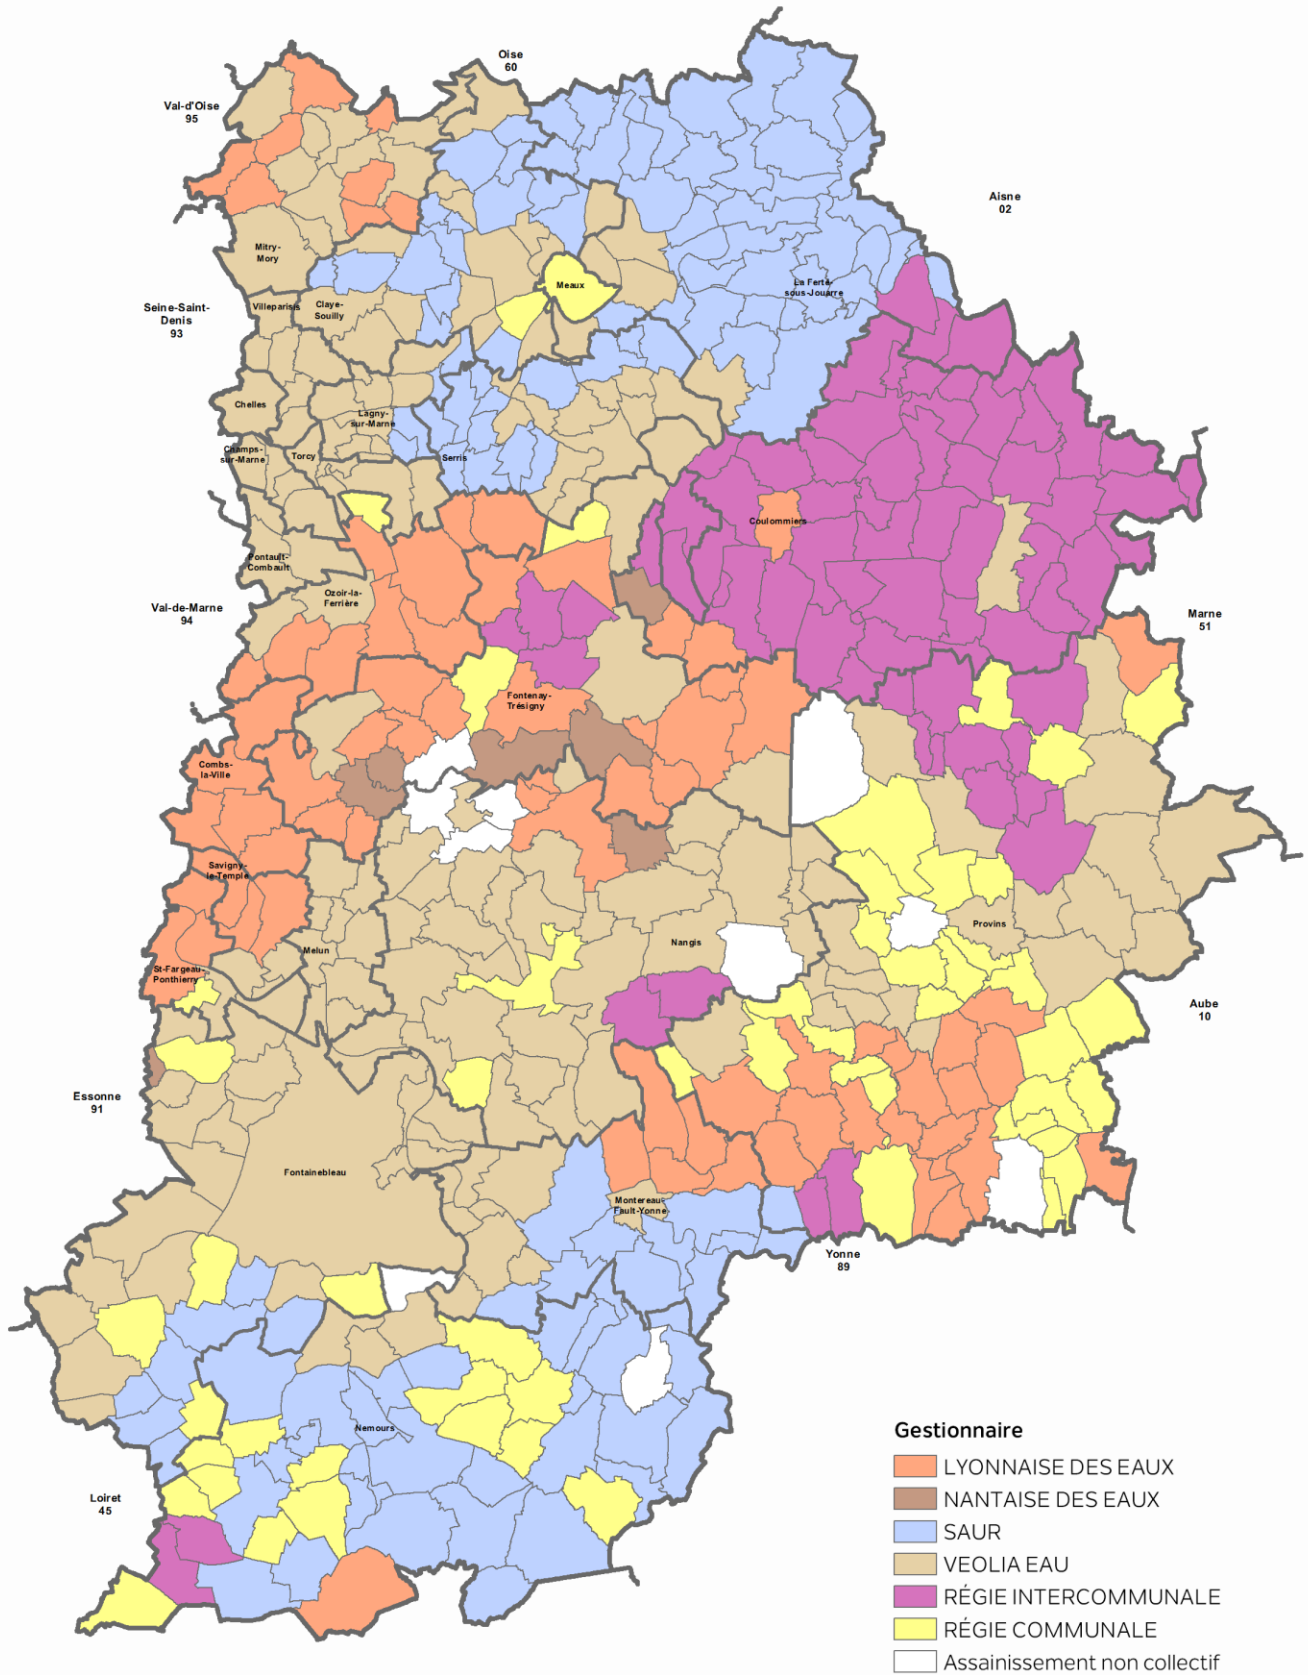 Oise
60
Val-d'Oise
95
Aisne
02
Mitry-
Mory
Meaux
La Ferté-
sous-Jouarre
Villeparisis
Claye-
Souilly
Seine-Saint-
Denis
93
Chelles
Lagny-
sur-Marne
Champs-
sur-Marne
Torcy
Serris
Coulommiers
Pontault-
Combault
Ozoir-la-
Ferrière
Val-de-Marne
94
Marne
51
Fontenay-
Trésigny
Combs-
la-Ville
Savigny-
le-Temple
Provins
Nangis
Melun
St-Fargeau-
Ponthierry
Aube
10
Essonne
91
Fontainebleau
Montereau-
Fault-Yonne
Yonne
89
Nemours
Loiret
45
Gestionnaire
LYONNAISE DES EAUX
NANTAISE DES EAUX
SAUR
VEOLIA EAU
RÉGIE INTERCOMMUNALE
RÉGIE COMMUNALE
Assainissement non collectif